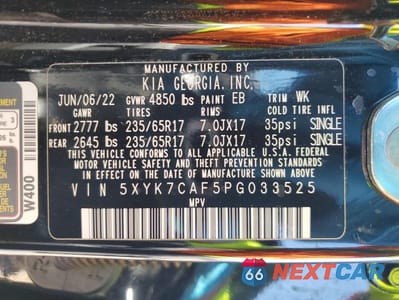 MANUFACTURED BY
KIA GEORGIA, INC.
JUN/06/22 GVWR 4850 lbs PAINT EB TRIM WK
GAWR TIRES RIMS COLD TIRE INFL
FRONT 2777 lbs 235/65R17 7.0JX17 35psi SINGLE
REAR 2645 lbs 235/65R17 7.0JX17 35psi SINGLE
THIS VEHICLE CONFORMS TO ALL APPLICABLE U.S.A. FEDERAL
MOTOR VEHICLE SAFETY AND THEFT PREVENTION STANDARDS
IN EFFECT ON THE DATE OF MANUFACTURE SHOWN ABOVE.
VIN 5XYK7CAF5PG033525
MPV
W400
66 NEXTCAR